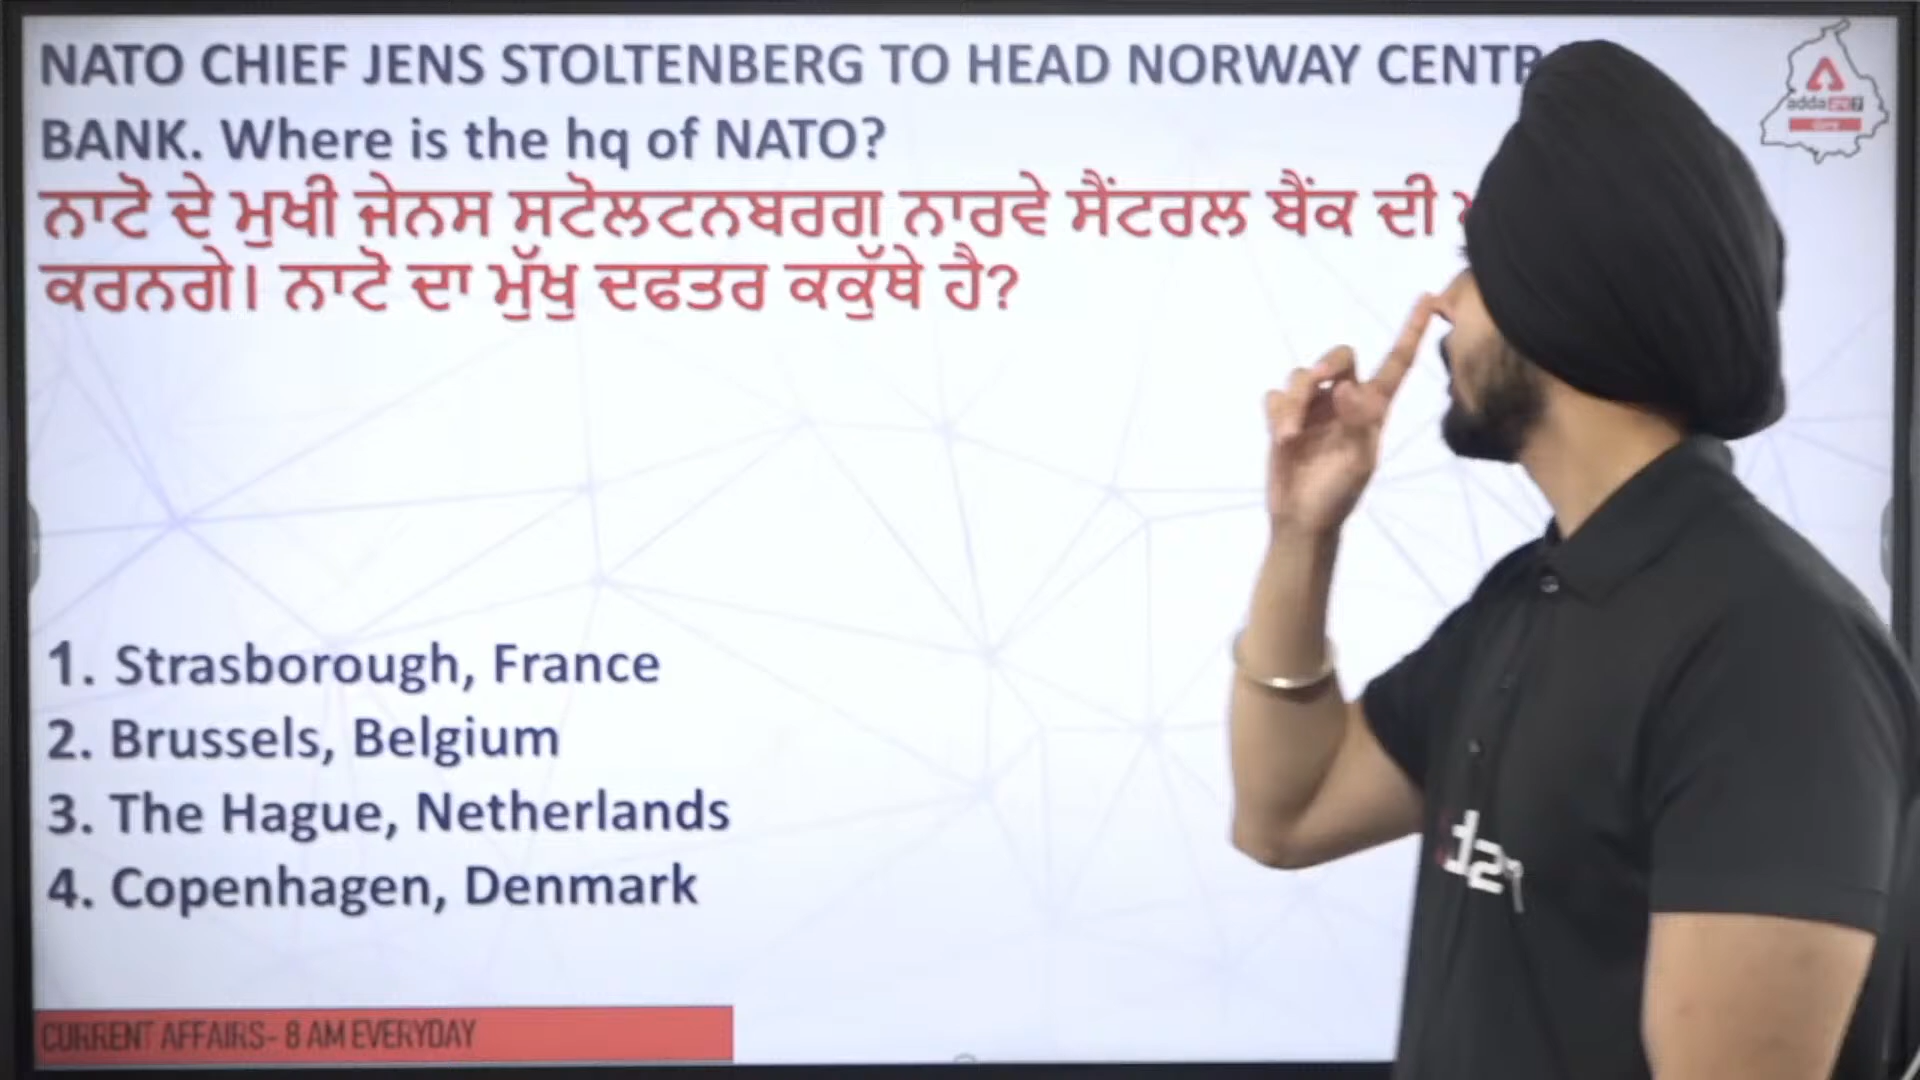 NATO CHIEF JENS STOLTENBERG TO HEAD NORWAY CENTR
BANK. Where is the hq of NATO?
ਨਾਟੋ ਦੇ ਮੁਖੀ ਜੇਨਸ ਸਟੋਲਟਨਬਰਗ ਨਾਰਵੇ ਸੈਂਟਰਲ ਬੈਂਕ ਦੀ
ਕਰਨਗੇ। ਨਾਟੋ ਦਾ ਮੁੱਖੁ ਦਫਤਰ ਕਕੁੱਥੇ ਹੈ?
1. Strasborough, France
2. Brussels, Belgium
3. The Hague, Netherlands
4. Copenhagen, Denmark
CURRENT AFFAIRS- 8 AM EVERYDAY
adda 247